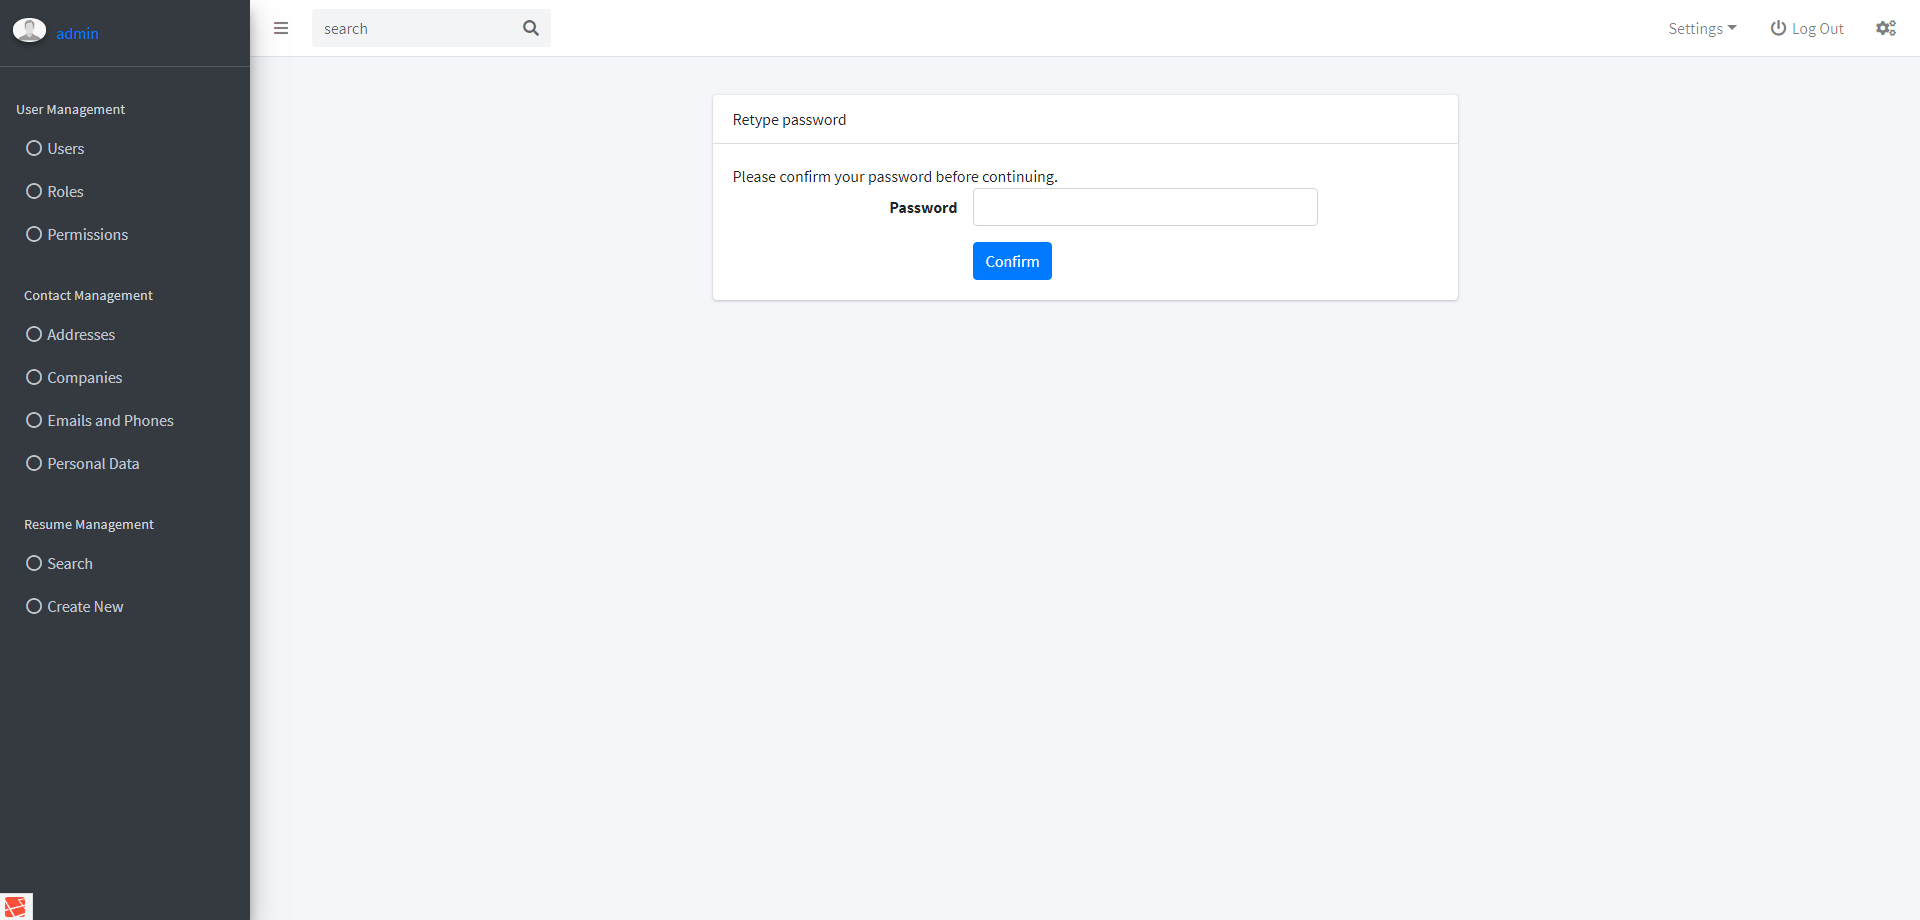 admin
User Management
Users
Roles
Permissions
Contact Management
Addresses
Companies
Emails and Phones
Personal Data
Resume Management
Search
Create New
search
Settings
Log Out
Retype password
Please confirm your password before continuing.
Password
Confirm